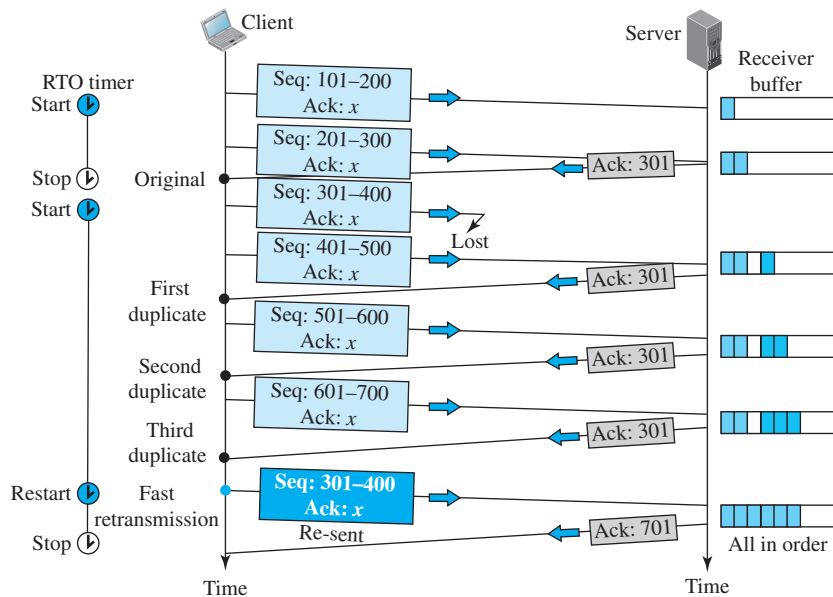 Client
Server
RTO timer
Receiver
buffer
Start
Seq: 101–200
Ack: x
Seq: 201–300
Ack: x
Ack: 301
Stop
Original
Start
Seq: 301–400
Ack: x
Lost
Seq: 401–500
Ack: x
Ack: 301
First
duplicate
Seq: 501–600
Ack: x
Ack: 301
Second
duplicate
Seq: 601–700
Ack: x
Ack: 301
Third
duplicate
Restart
Fast
retransmission
Seq: 301–400
Ack: x
Re-sent
Ack: 701
Stop
All in order
Time
Time